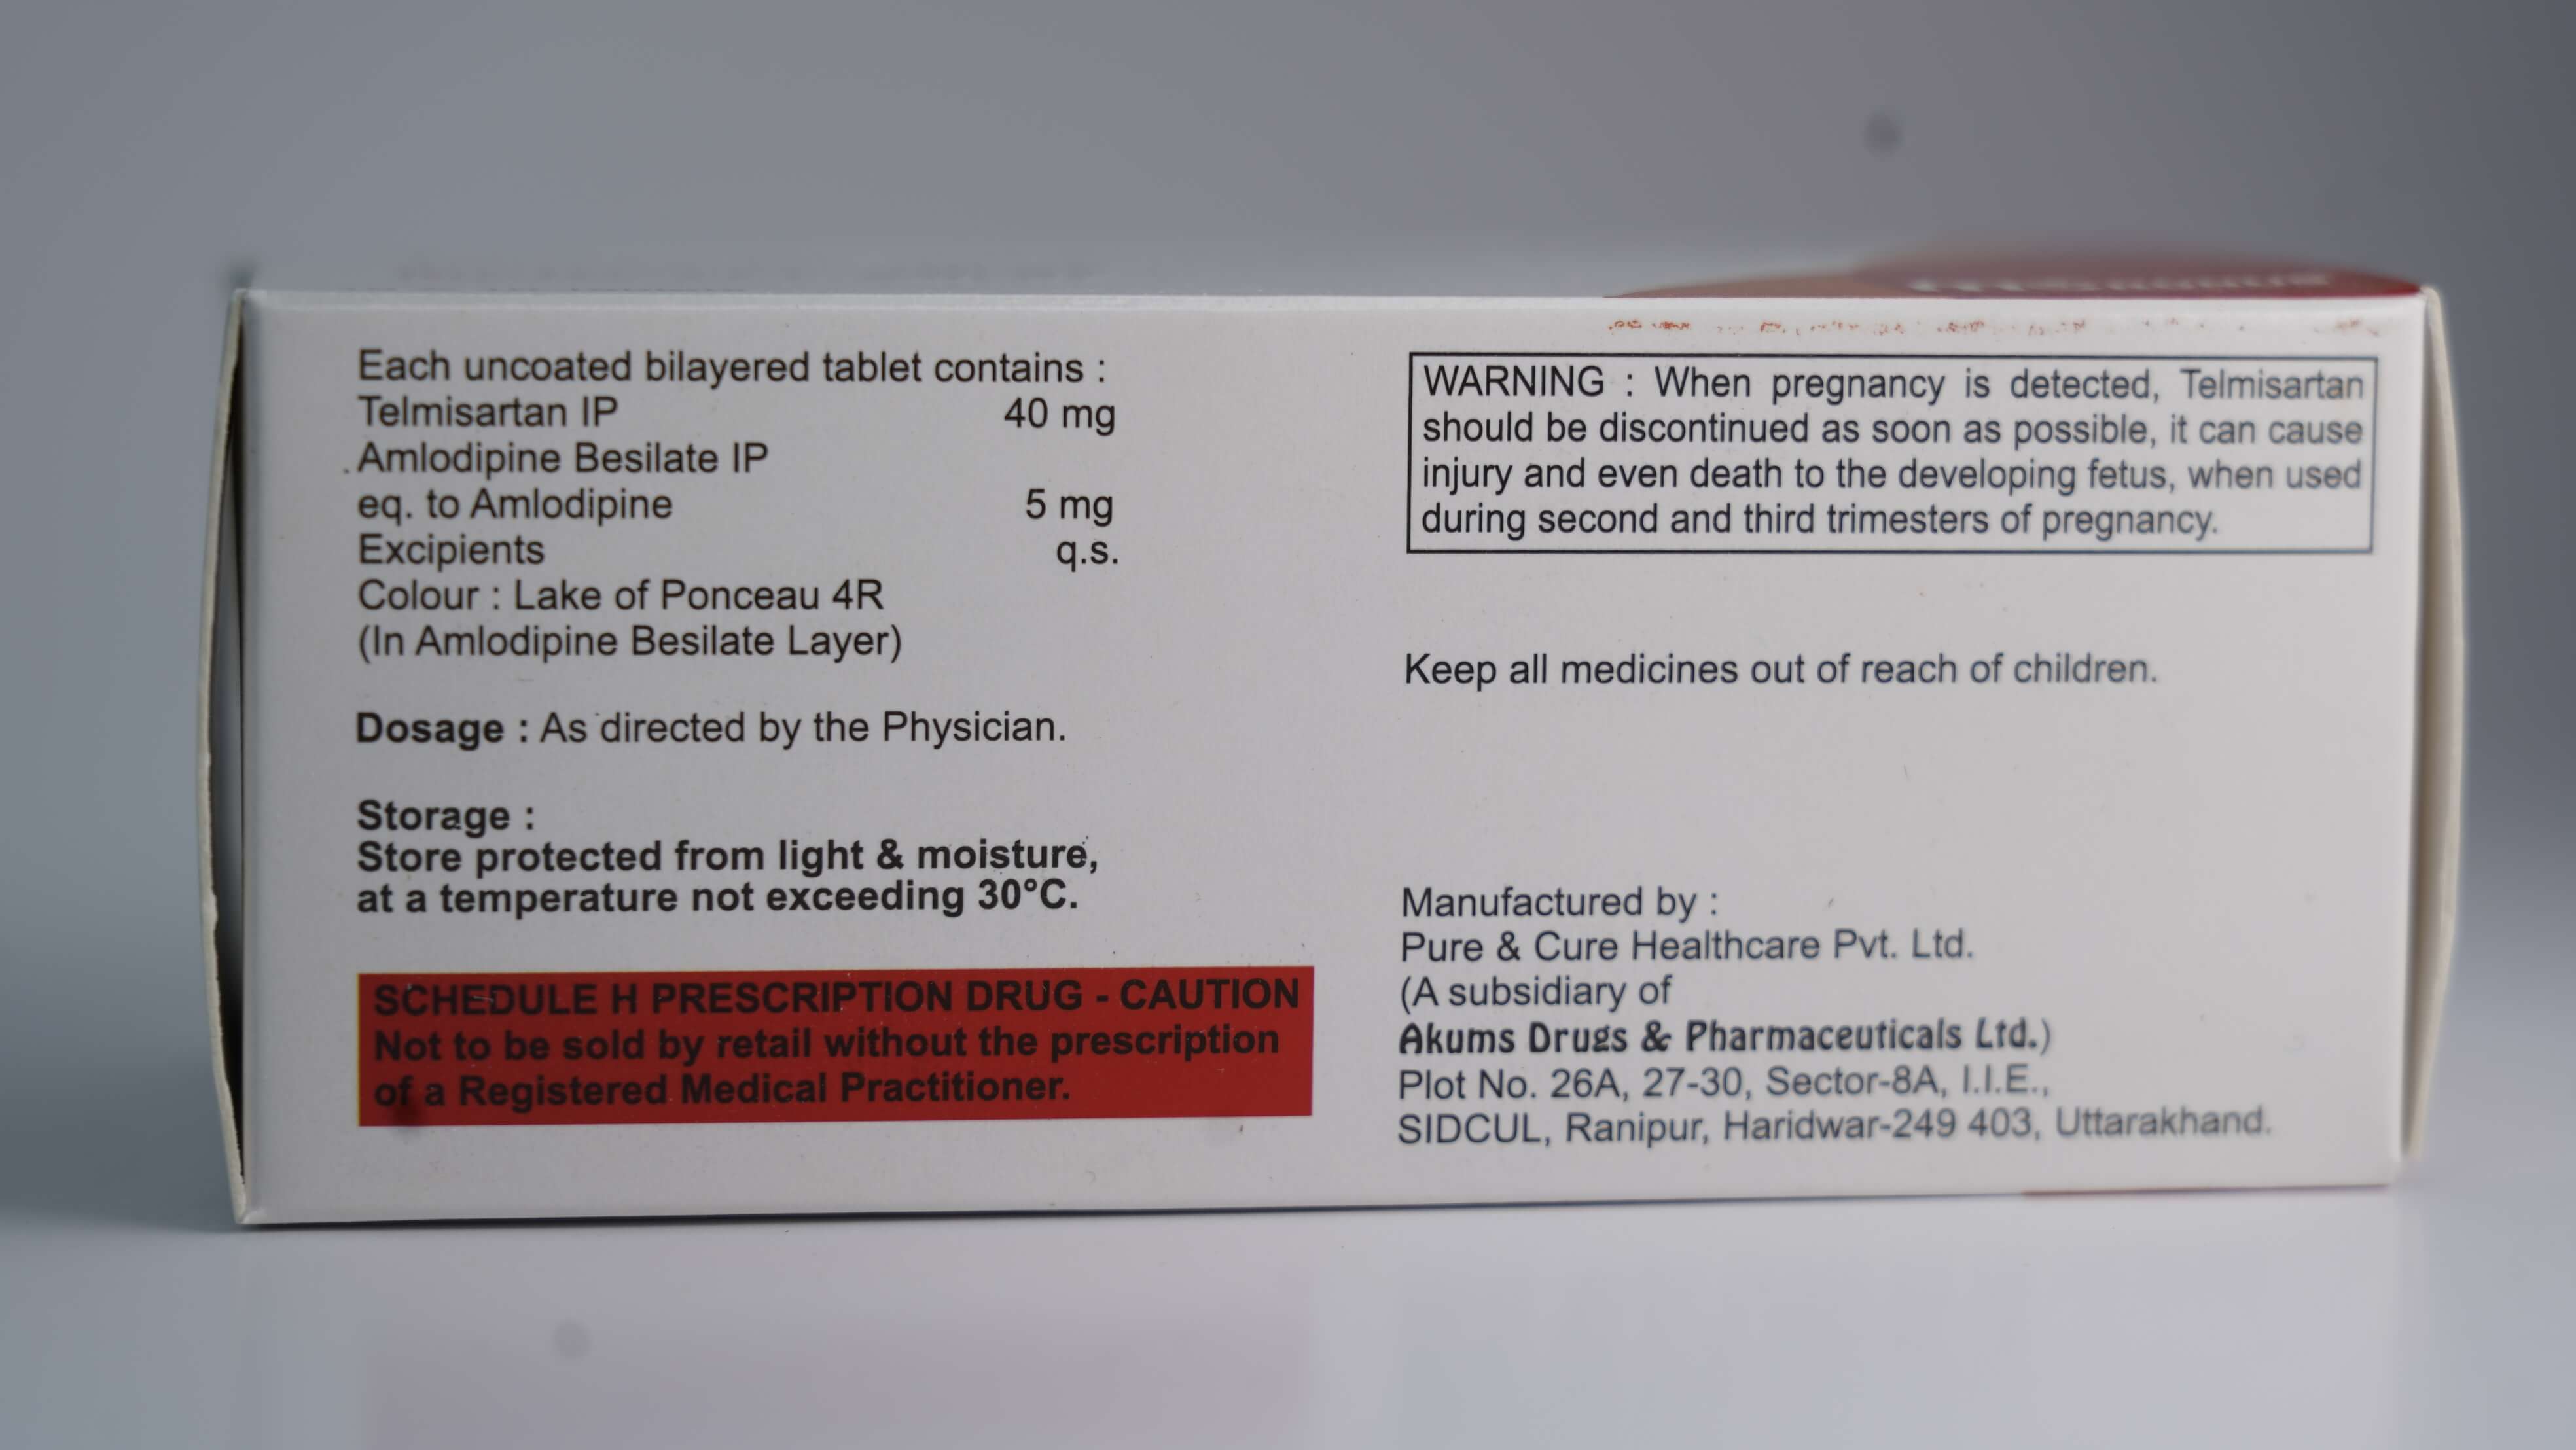 Each uncoated bilayered tablet contains :
Telmisartan IP 40 mg
Amlodipine Besilate IP
eq. to Amlodipine 5 mg
Excipients q.s.
Colour : Lake of Ponceau 4R
(In Amlodipine Besilate Layer)
Dosage : As directed by the Physician.
Storage :
Store protected from light & moisture,
at a temperature not exceeding 30°C.
SCHEDULE H PRESCRIPTION DRUG - CAUTION
Not to be sold by retail without the prescription
of a Registered Medical Practitioner.
WARNING : When pregnancy is detected, Telmisartan
should be discontinued as soon as possible, it can cause
injury and even death to the developing fetus, when used
during second and third trimesters of pregnancy.
Keep all medicines out of reach of children.
Manufactured by :
Pure & Cure Healthcare Pvt. Ltd.
(A subsidiary of
Akums Drugs & Pharmaceuticals Ltd.)
Plot No. 26A, 27-30, Sector-8A, I.I.E.,
SIDCUL, Ranipur, Haridwar-249 403, Uttarakhand.